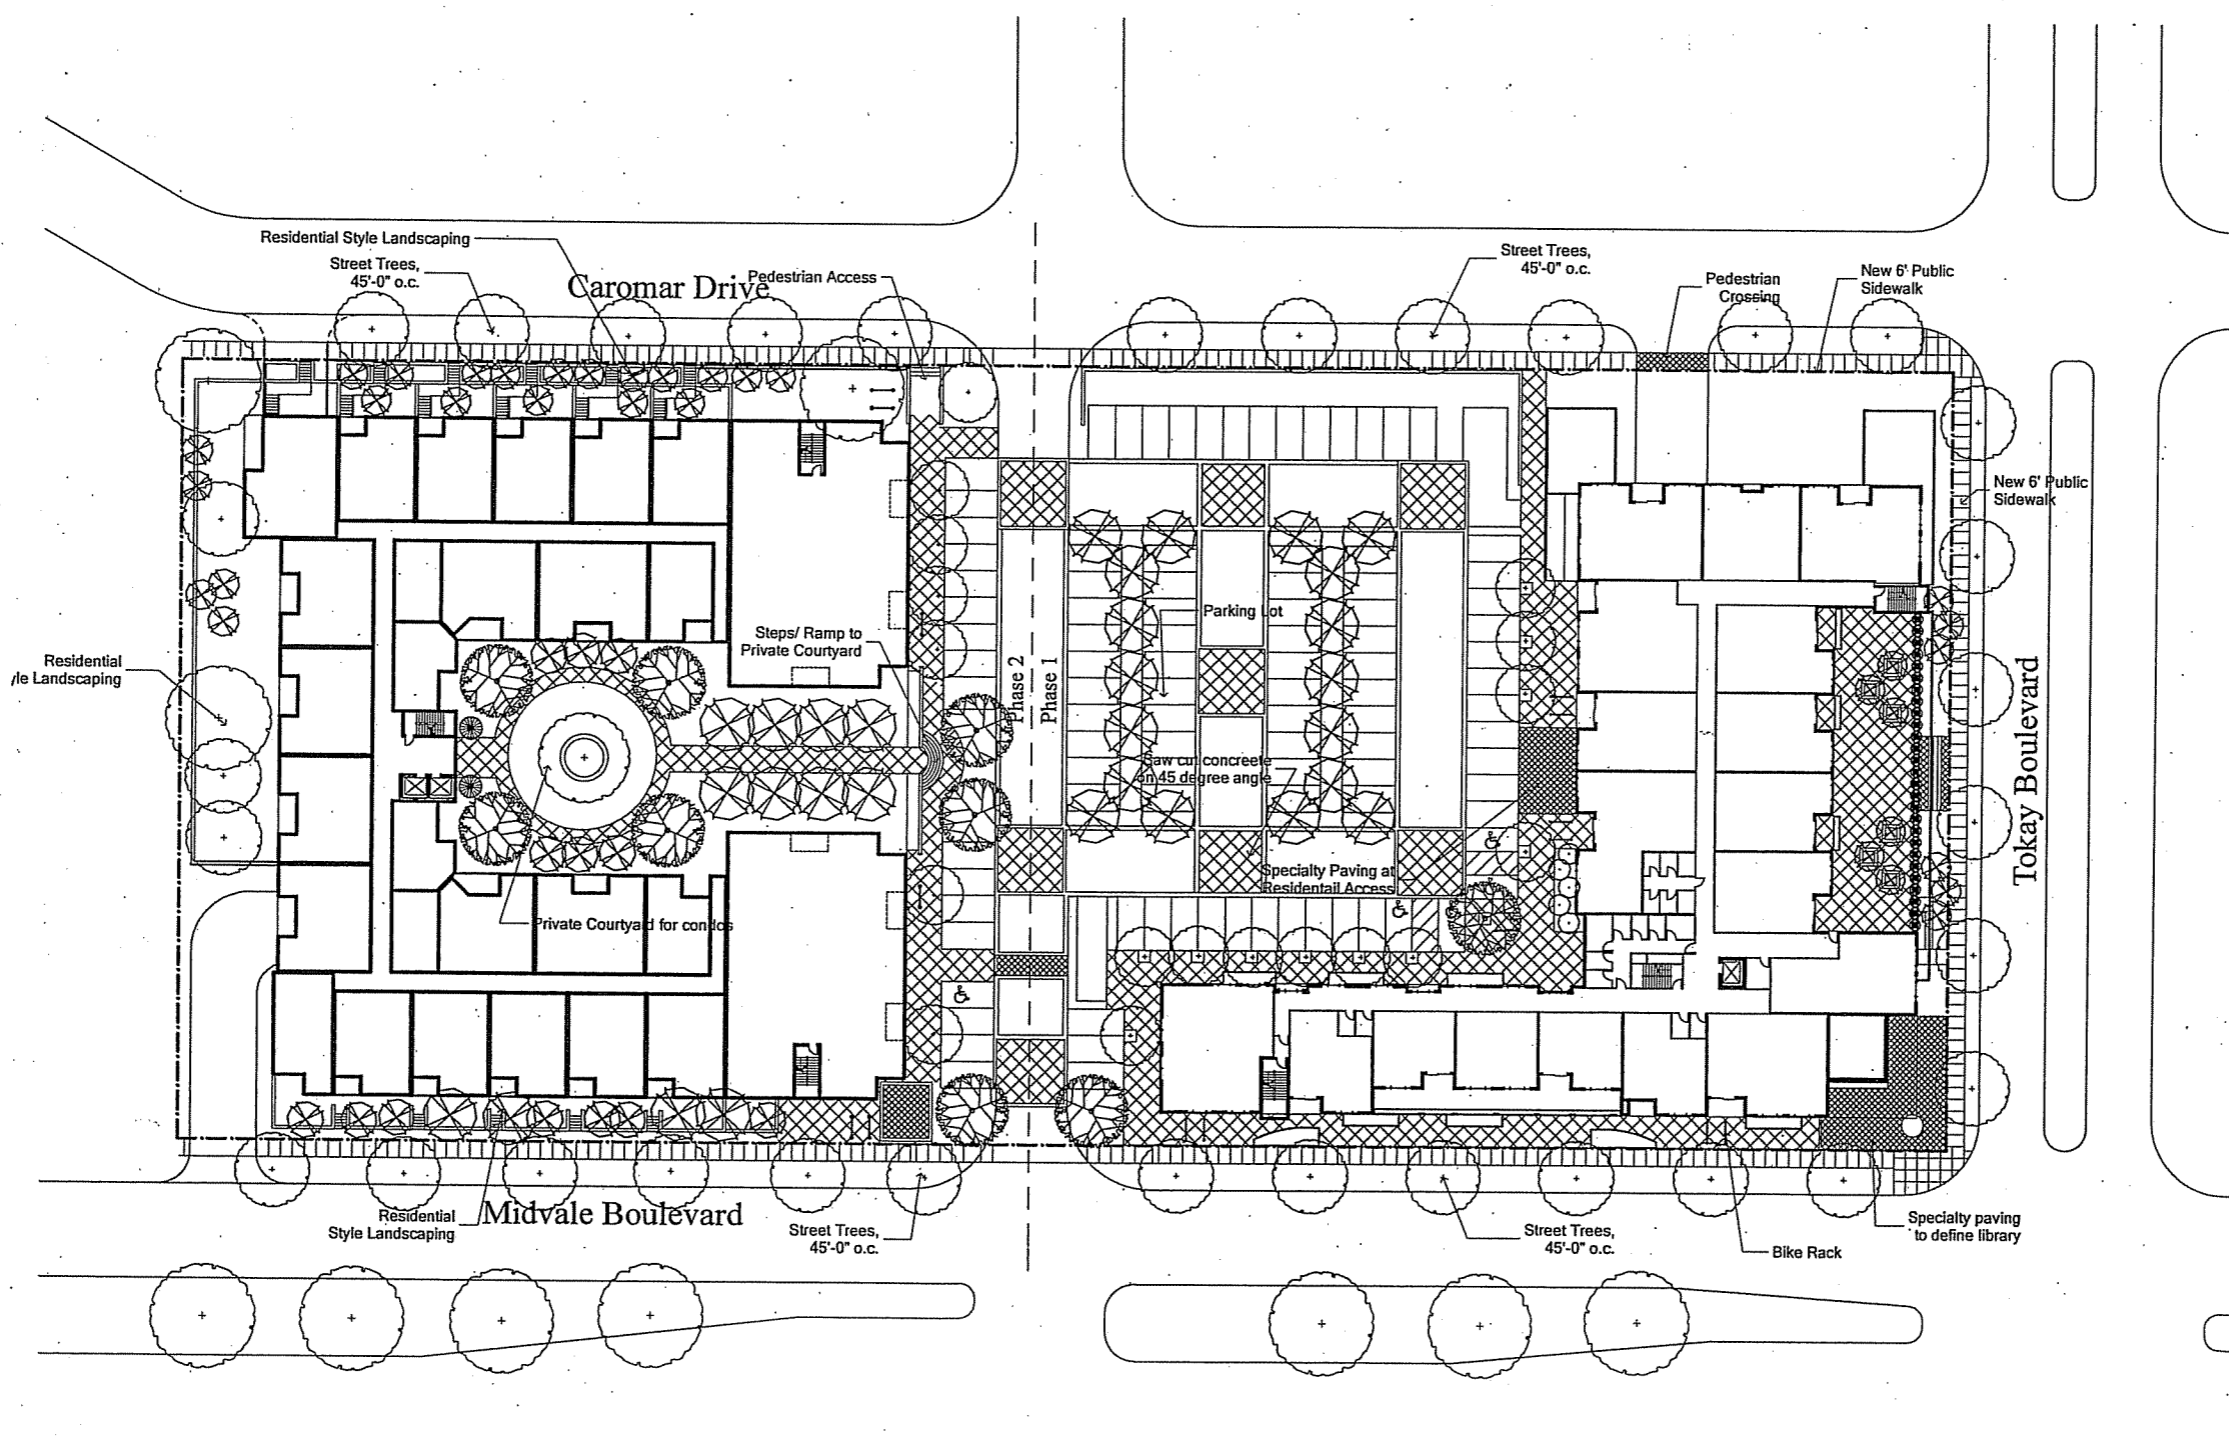 Residential Style Landscaping
Street Trees,
45'-0" o.c.
Caromar Drive
Pedestrian Access
Street Trees,
45'-0" o.c.
Pedestrian
Crossing
New 6' Public
Sidewalk
New 6' Public
Sidewalk
Parking Lot
Steps/ Ramp to
Private Courtyard
Residential
le Landscaping
Phase 2
Phase 1
Tokay Boulevard
Saw cut concreete
on 45 degree angle
Specialty Paving at
Residentail Access
Private Courtyard for condos
Residential
Style Landscaping
Midvale Boulevard
Street Trees,
45'-0" o.c.
Street Trees,
45'-0" o.c.
Bike Rack
Specialty paving
to define library